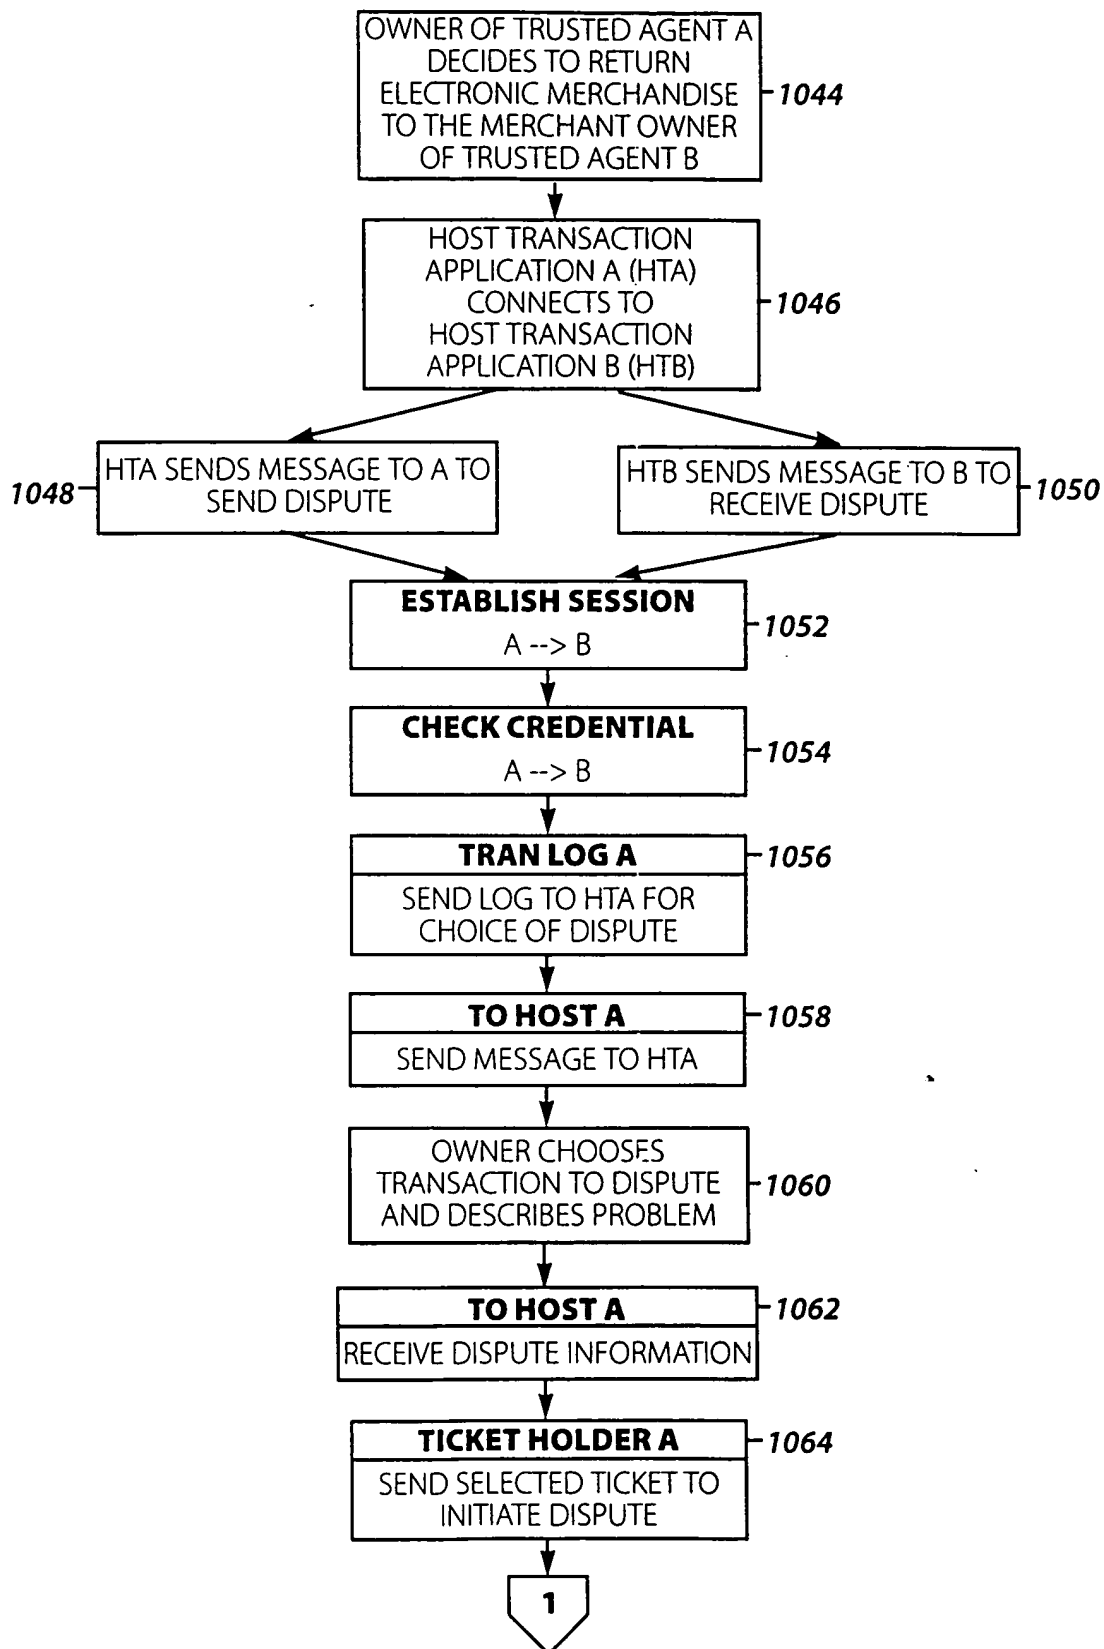 OWNER OF TRUSTED AGENT A
DECIDES TO RETURN
ELECTRONIC MERCHANDISE
TO THE MERCHANT OWNER
OF TRUSTED AGENT B
1044
HOST TRANSACTION
APPLICATION A (HTA)
CONNECTS TO
HOST TRANSACTION
APPLICATION B (HTB)
1046
1048
HTA SENDS MESSAGE TO A TO
SEND DISPUTE
HTB SENDS MESSAGE TO B TO
RECEIVE DISPUTE
1050
ESTABLISH SESSION
A --> B
1052
CHECK CREDENTIAL
A --> B
1054
TRAN LOG A
1056
SEND LOG TO HTA FOR
CHOICE OF DISPUTE
TO HOST A
1058
SEND MESSAGE TO HTA
OWNER CHOOSES
TRANSACTION TO DISPUTE
AND DESCRIBES PROBLEM
1060
TO HOST A
1062
RECEIVE DISPUTE INFORMATION
TICKET HOLDER A
1064
SEND SELECTED TICKET TO
INITIATE DISPUTE
1